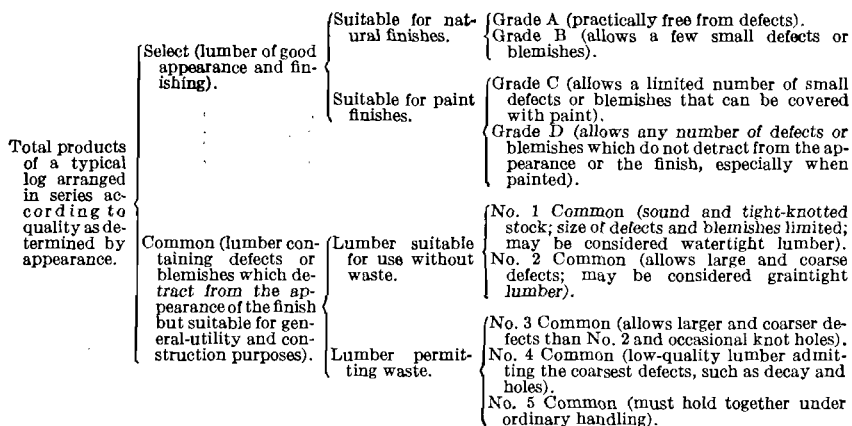 Total products
of a typical
log arranged
in series ac-
cording to
quality as de-
termined by
appearance.
Select (lumber of good
appearance and fin-
ishing).
Suitable for nat-
ural finishes.
Grade A (practically free from defects).
Grade B (allows a few small defects or
blemishes).
Suitable for paint
finishes.
Grade C (allows a limited number of small
defects or blemishes that can be covered
with paint).
Grade D (allows any number of defects or
blemishes which do not detract from the ap-
pearance or the finish, especially when
painted).
Common (lumber con-
taining defects or
blemishes which de-
tract from the ap-
pearance of the finish
but suitable for gen-
eral-utility and con-
struction purposes).
Lumber suitable
for use without
waste.
No. 1 Common (sound and tight-knotted
stock; size of defects and blemishes limited;
may be considered watertight lumber).
No. 2 Common (allows large and coarse
defects; may be considered graintight
lumber).
Lumber permit-
ting waste.
No. 3 Common (allows larger and coarser de-
fects than No. 2 and occasional knot holes).
No. 4 Common (low-quality lumber admit-
ting the coarsest defects, such as decay and
holes).
No. 5 Common (must hold together under
ordinary handling).